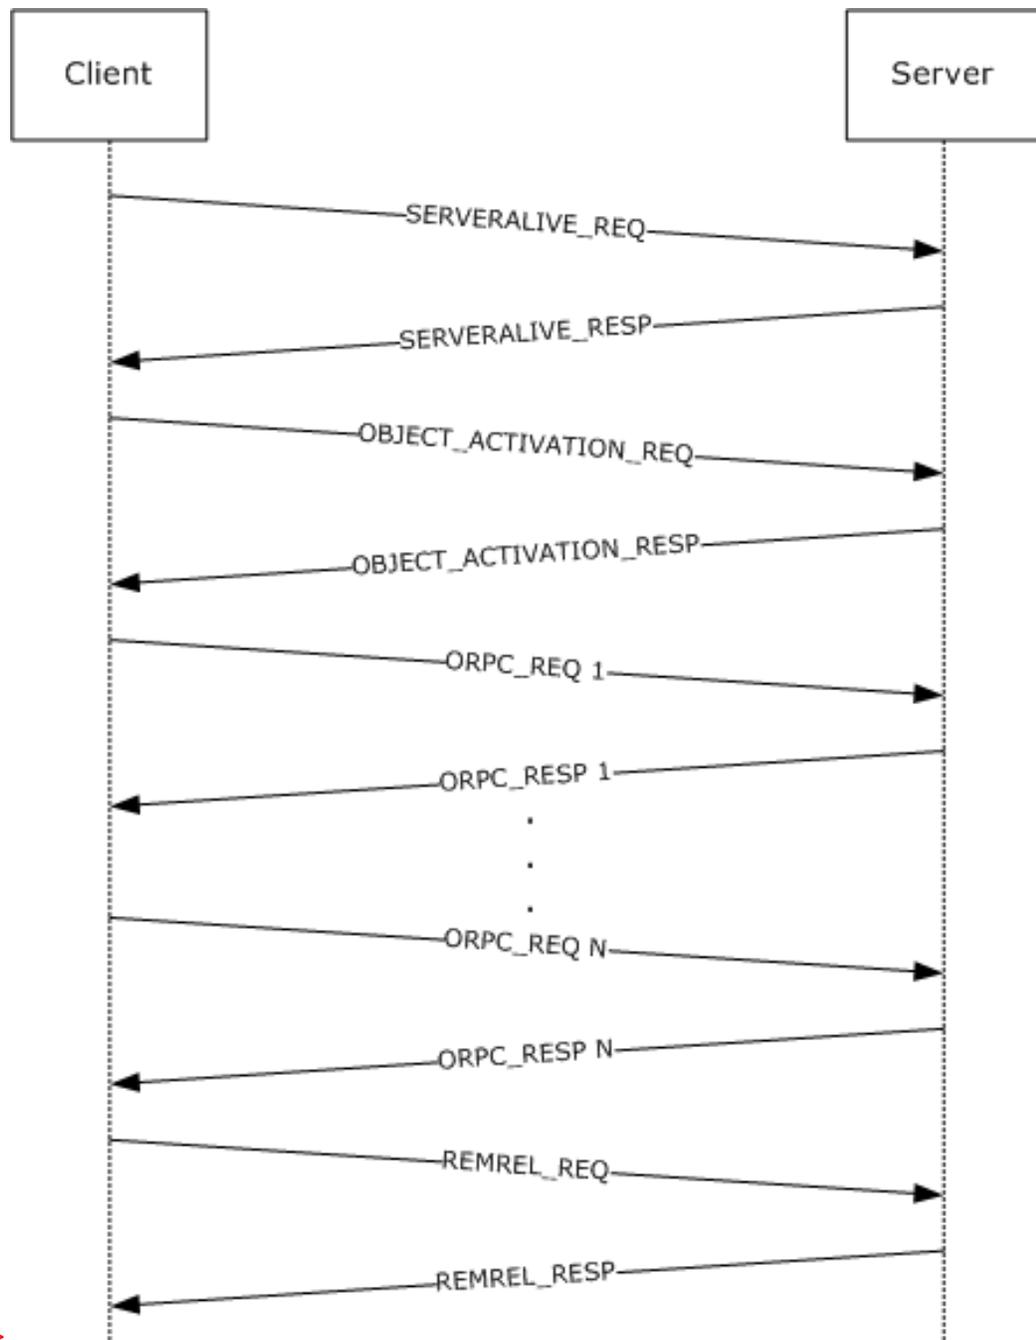 Client
Server
SERVERALIVE_REQ
SERVERALIVE_RESP
OBJECT_ACTIVATION_REQ
OBJECT_ACTIVATION_RESP
ORPC_REQ 1
ORPC_RESP 1
.
.
.
ORPC_REQ N
ORPC_RESP N
REMREL_REQ
REMREL_RESP